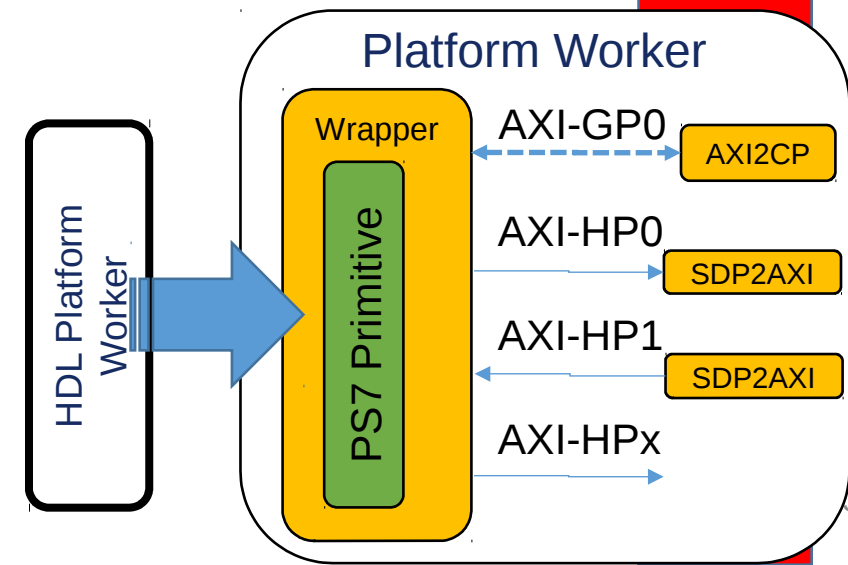 Platform Worker
HDL Platform
Worker
Wrapper
PS7 Primitive
AXI-GP0
AXI2CP
AXI-HP0
SDP2AXI
AXI-HP1
SDP2AXI
AXI-HPx